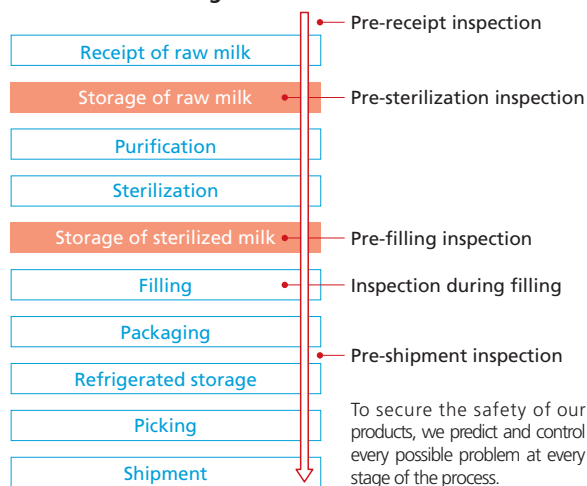 Pre-receipt inspection
Receipt of raw milk
Storage of raw milk
Pre-sterilization inspection
Purification
Sterilization
Storage of sterilized milk
Pre-filling inspection
Filling
Inspection during filling
Packaging
Pre-shipment inspection
Refrigerated storage
Picking
Shipment
To secure the safety of our
products, we predict and control
every possible problem at every
stage of the process.